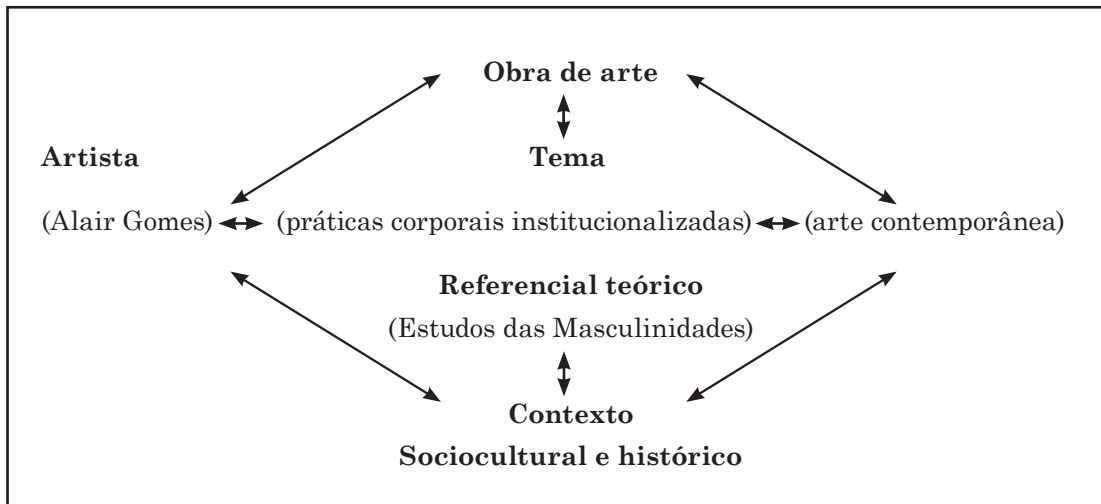 Obra de arte
Artista Tema
(Alair Gomes) (práticas corporais institucionalizadas) (arte contemporânea)
Referencial teórico
(Estudos das Masculinidades)
Contexto
Sociocultural e histórico